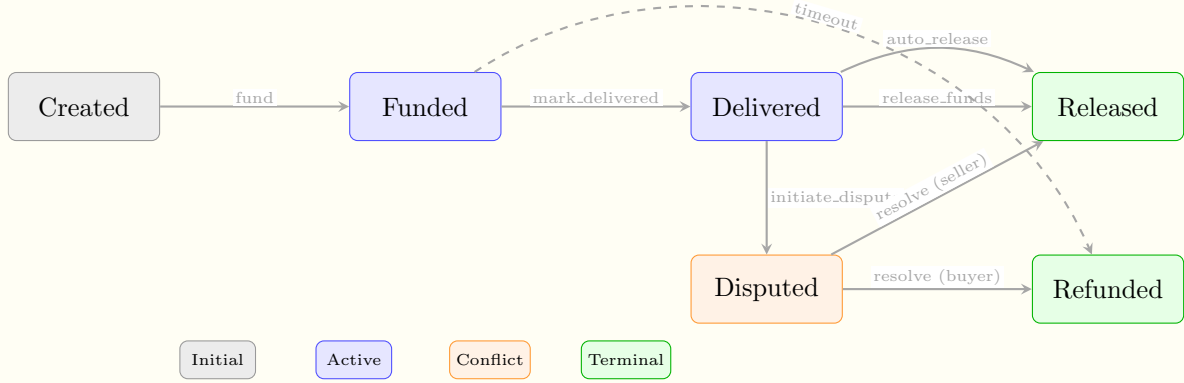 timeout
auto_release
Created
fund
Funded
mark_delivered
Delivered
release_funds
Released
initiate_disput
resolve (seller)
Disputed
resolve (buyer)
Refunded
Initial
Active
Conflict
Terminal